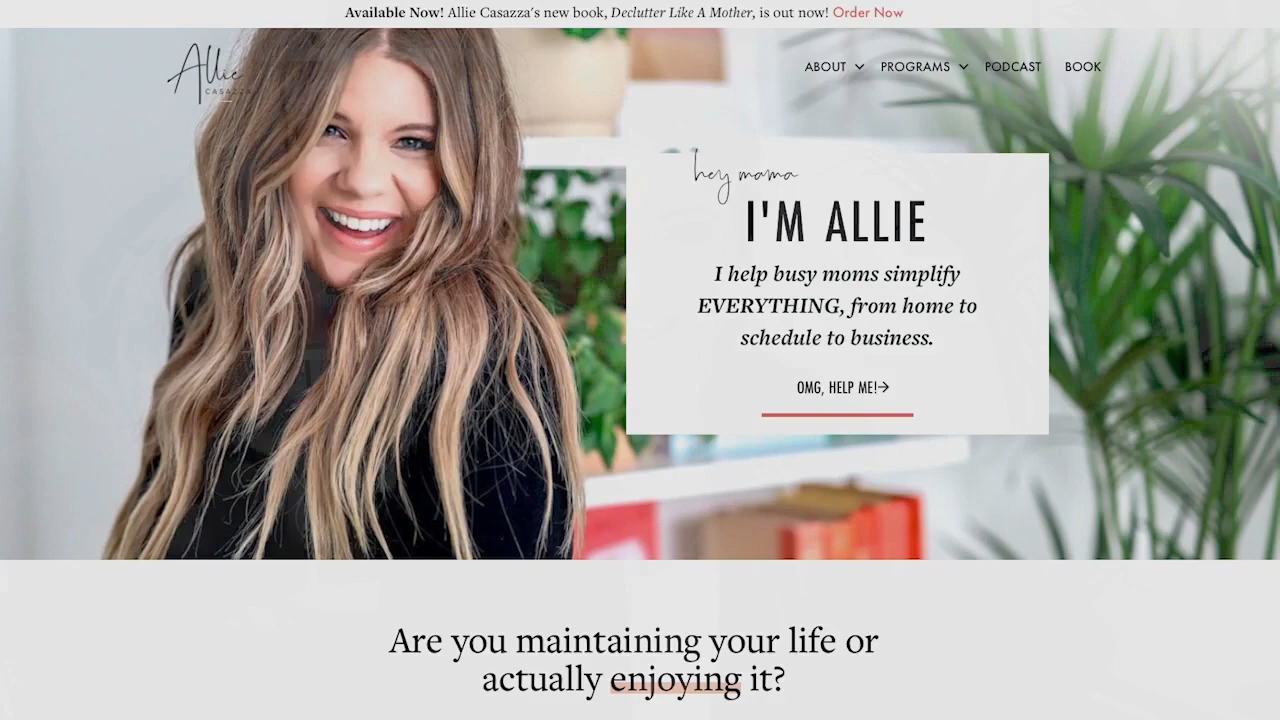 Available Now! Allie Casazza's new book, Declutter Like A Mother, is out now! Order Now
Allie
CASAZZA
ABOUT PROGRAMS PODCAST BOOK
hey mama
I'M ALLIE
I help busy moms simplify
EVERYTHING, from home to
schedule to business.
OMG, HELP ME!→
Are you maintaining your life or
actually enjoying it?